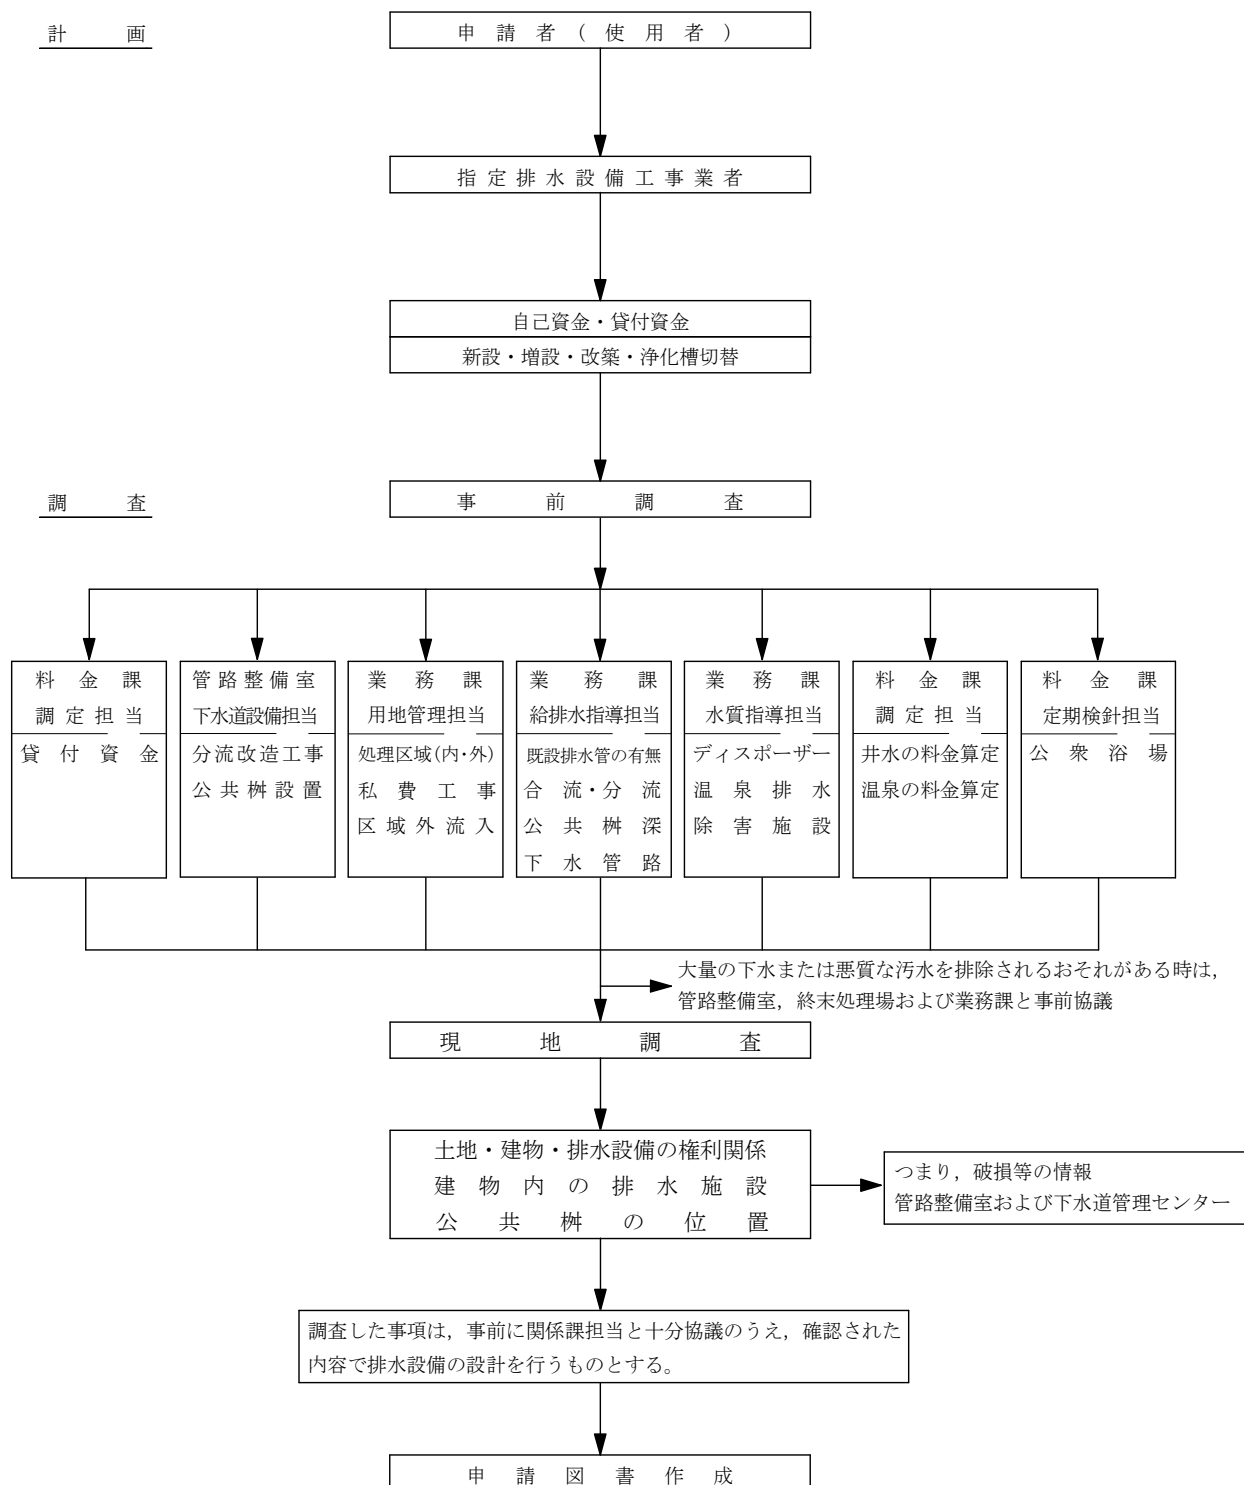 計画
申請者(使用者)
指定排水設備工事業者
自己資金・貸付資金
新設・増設・改築・浄化槽切替
調査
事前調査
料金課
調定担当
貸付資金
管路整備室
下水道設備担当
分流改造工事
公共桝設置
業務課
用地管理担当
処理区域(内・外)
私費工事
区域外流入
業務課
給排水指導担当
既設排水管の有無
合流・分流
公共桝深
下水管路
業務課
水質指導担当
ディスポーザー
温泉排水
除害施設
料金課
調定担当
井水の料金算定
温泉の料金算定
料金課
定期検針担当
公衆浴場
大量の下水または悪質な汚水を排除されるおそれがある時は,
管路整備室,終末処理場および業務課と事前協議
現地調査
土地・建物・排水設備の権利関係
建物内の排水施設
公共桝の位置
つまり,破損等の情報
管路整備室および下水道管理センター
調査した事項は,事前に関係課担当と十分協議のうえ,確認された
内容で排水設備の設計を行うものとする。
申請図書作成